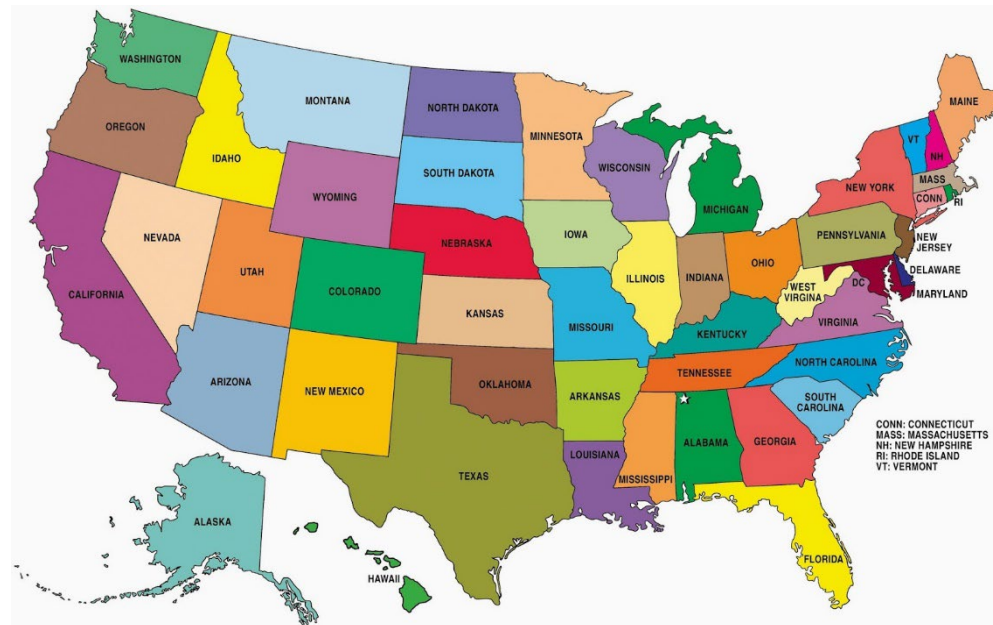 WASHINGTON
OREGON
CALIFORNIA
NEVADA
IDAHO
MONTANA
WYOMING
UTAH
COLORADO
ARIZONA
NEW MEXICO
NORTH DAKOTA
SOUTH DAKOTA
NEBRASKA
KANSAS
OKLAHOMA
TEXAS
MINNESOTA
IOWA
MISSOURI
ARKANSAS
LOUISIANA
WISCONSIN
ILLINOIS
MICHIGAN
INDIANA
OHIO
KENTUCKY
TENNESSEE
MISSISSIPPI
ALABAMA
GEORGIA
FLORIDA
SOUTH
CAROLINA
NORTH CAROLINA
VIRGINIA
WEST
VIRGINA
DC
MARYLAND
DELAWARE
PENNSYLVANIA
NEW
JERSEY
NEW YORK
CONN
RI
MASS
VT
NH
MAINE
ALASKA
HAWAII
CONN: CONNECTICUT
MASS: MASSACHUSETTS
NH: NEW HAMPSHIRE
RI: RHODE ISLAND
VT: VERMONT